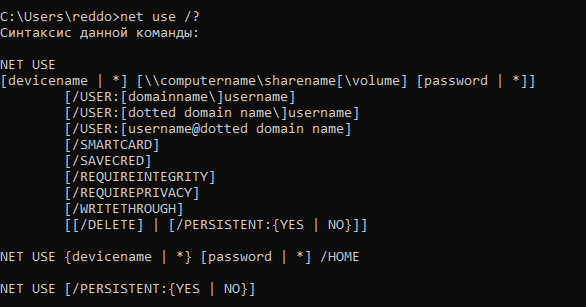 C:\Users\reddo>net use /?
Синтаксис данной команды:
NET USE
[devicename | *] [\\computername\sharename[\volume] [password | *]]
[/USER:[domainname\]username]
[/USER:[dotted domain name\]username]
[/USER:[username@dotted domain name]
[/SMARTCARD]
[/SAVECRED]
[/REQUIREINTEGRITY]
[/REQUIREPRIVACY]
[/WRITETHROUGH]
[[/DELETE] | [/PERSISTENT:{YES | NO}]]
NET USE {devicename | *} [password | *] /HOME
NET USE [/PERSISTENT:{YES | NO}]